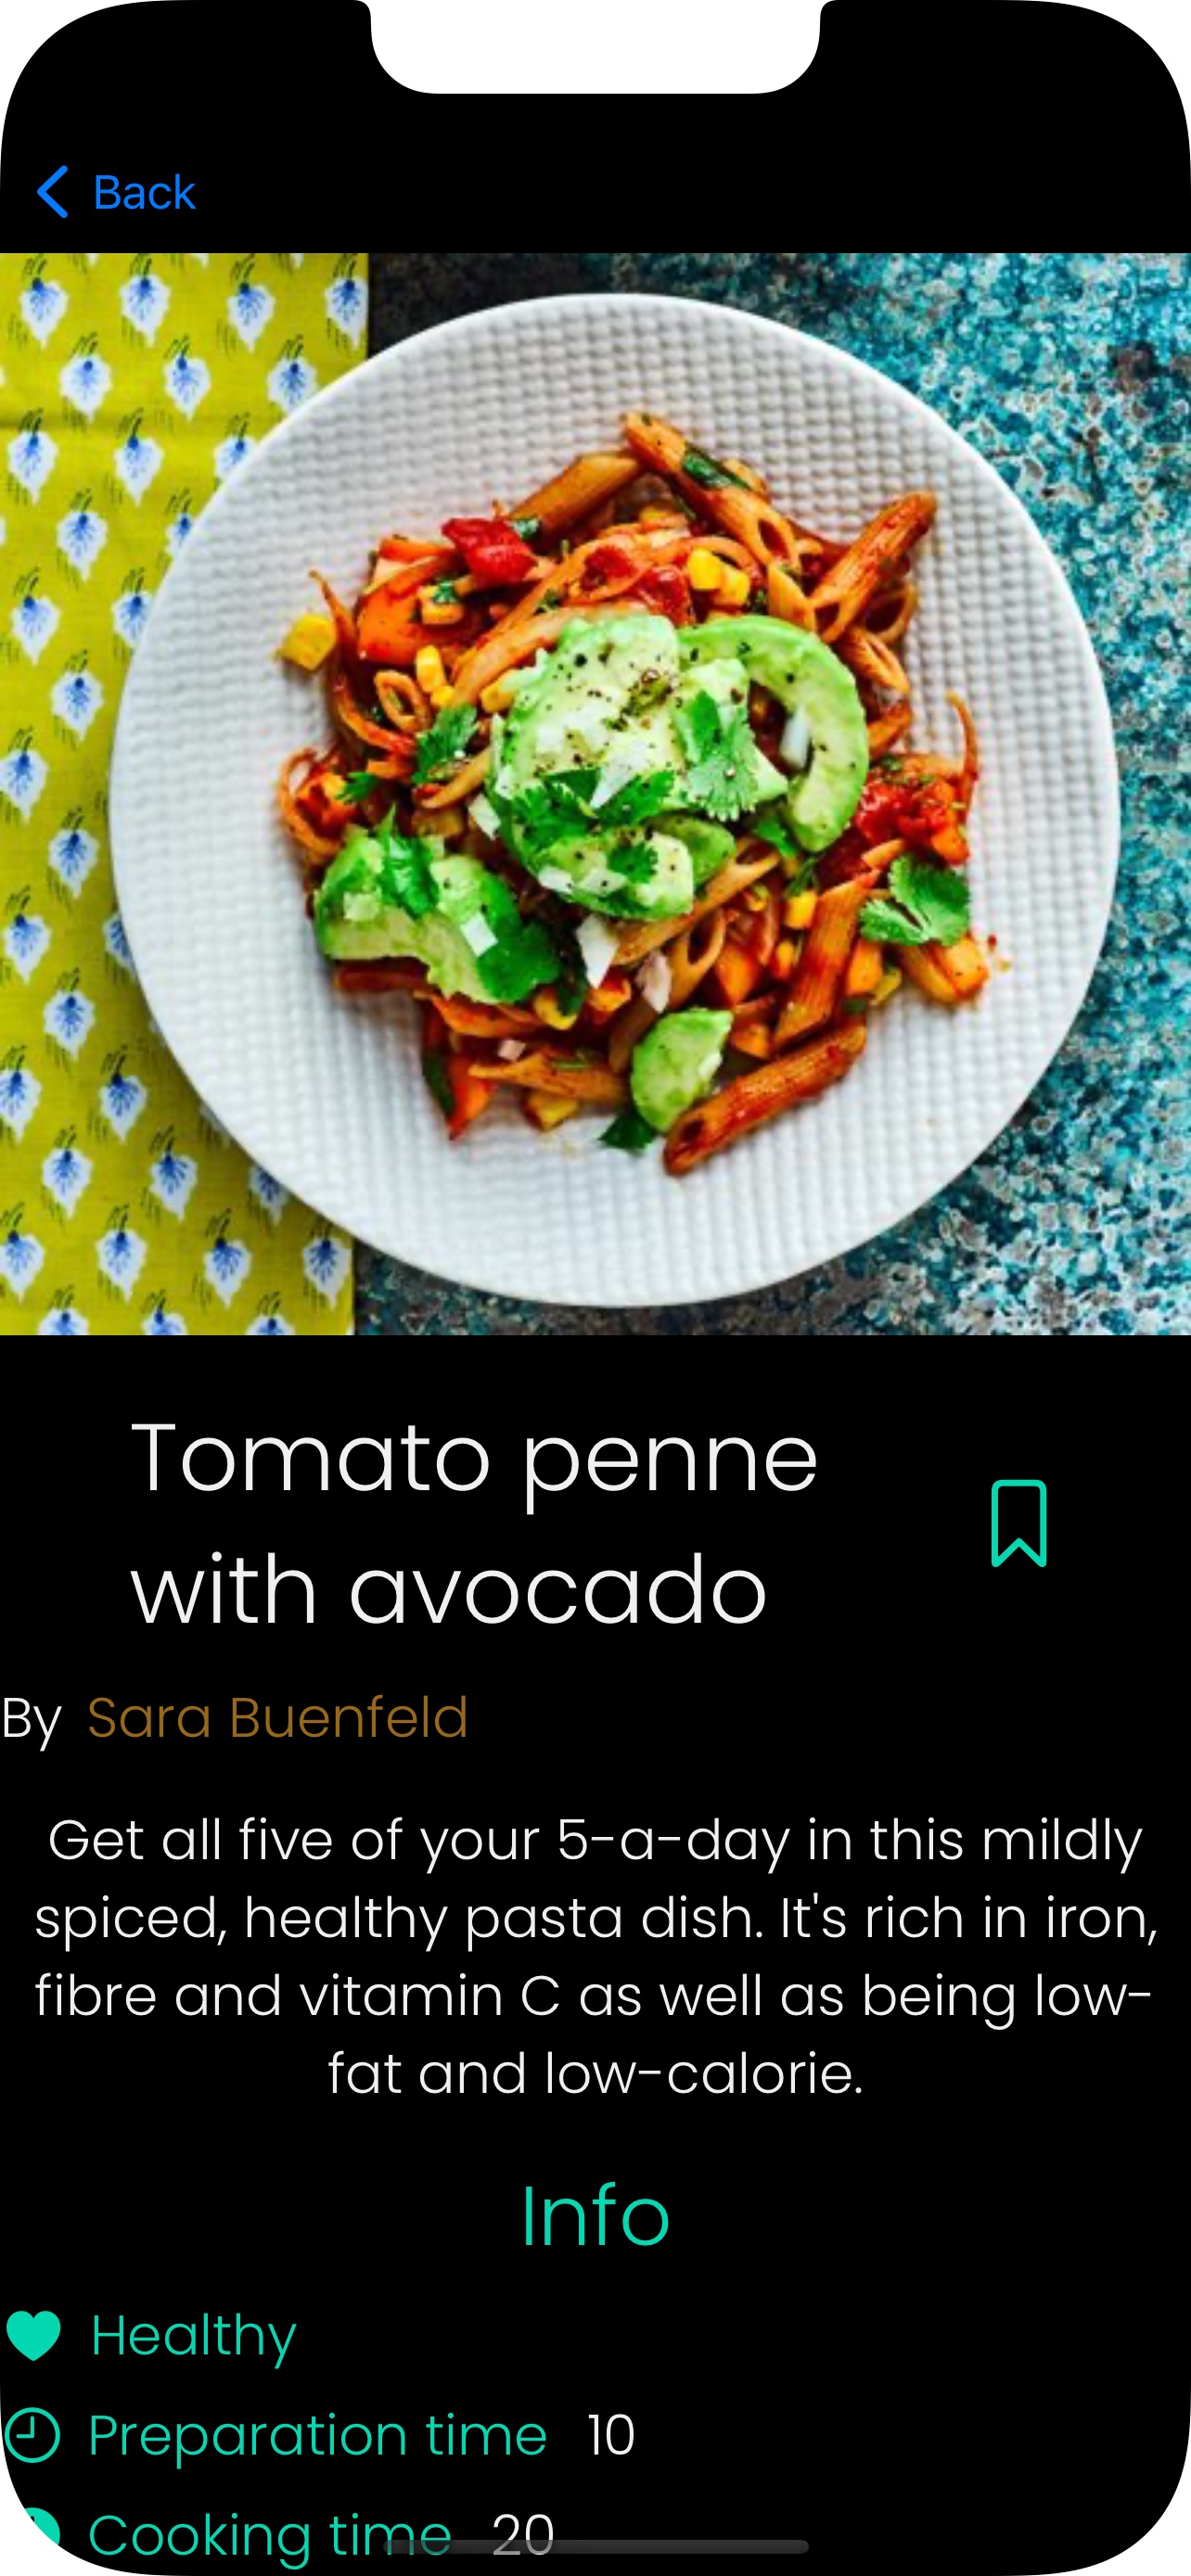 Back
Tomato penne
with avocado
By Sara Buenfeld
Get all five of your 5-a-day in this mildly
spiced, healthy pasta dish. It's rich in iron,
fibre and vitamin C as well as being low-
fat and low-calorie.
Info
Healthy
Preparation time 10
Cooking time 20